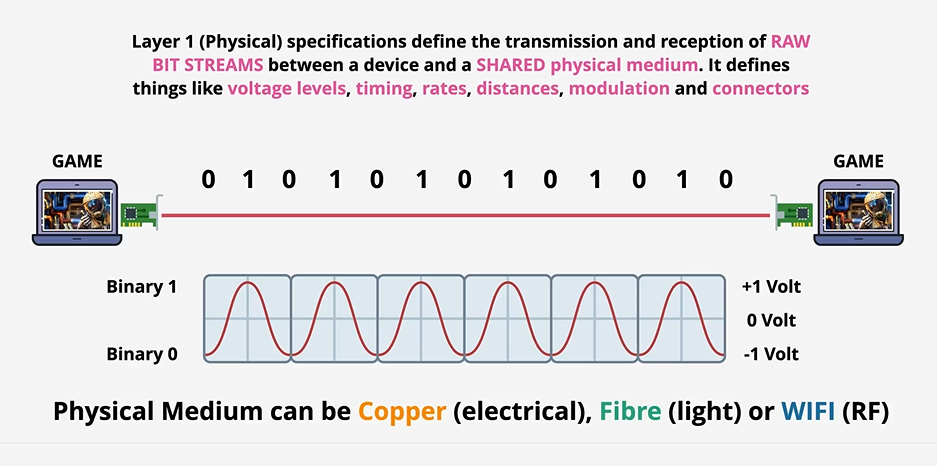 Layer 1 (Physical) specifications define the transmission and reception of RAW
BIT STREAMS between a device and a SHARED physical medium. It defines
things like voltage levels, timing, rates, distances, modulation and connectors
GAME
GAME
0 1 0 1 0 1 0 1 0 1 0 1 0
Binary 1
+1 Volt
0 Volt
Binary 0
-1 Volt
Physical Medium can be Copper (electrical), Fibre (light) or WIFI (RF)